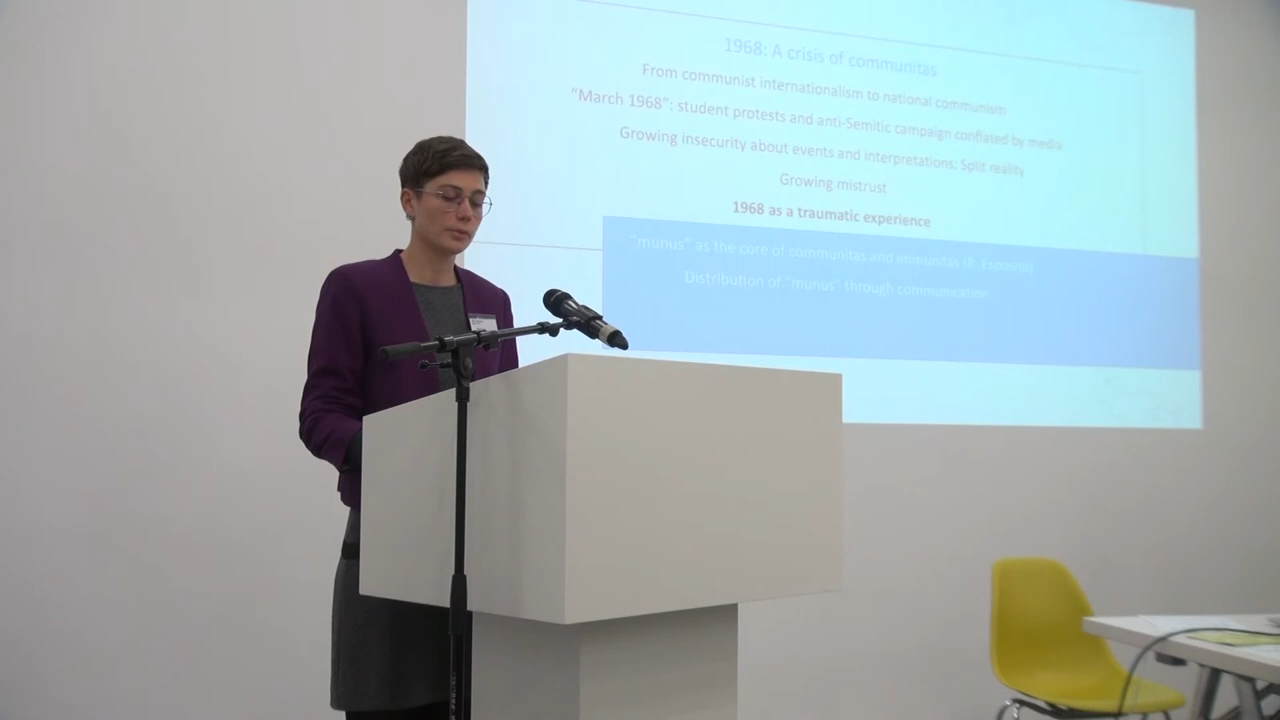 1968: A crisis of communitas
From communist internationalism to national communism
“March 1968”: student protests and anti-Semitic campaign conflated by media
Growing insecurity about events and interpretations: Split reality
Growing mistrust
1968 as a traumatic experience
“munus” as the core of communitas and immunitas (R. Esposito)
Distribution of “munus” through communication